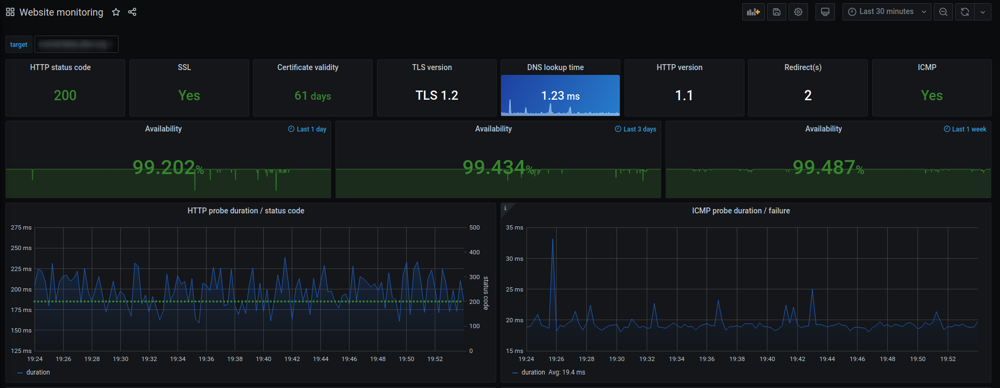 Website monitoring
Last 30 minutes
target
HTTP status code
200
SSL
Yes
Certificate validity
61 days
TLS version
TLS 1.2
DNS lookup time
1.23 ms
HTTP version
1.1
Redirect(s)
2
ICMP
Yes
Availability
Last 1 day
99.202%
Availability
Last 3 days
99.434%
Availability
Last 1 week
99.487%
HTTP probe duration / status code
275 ms
250 ms
225 ms
200 ms
175 ms
150 ms
125 ms
500
400
300
200
100
0
status code
19:24 19:26 19:28 19:30 19:32 19:34 19:36 19:38 19:40 19:42 19:44 19:46 19:48 19:50 19:52
duration
i
ICMP probe duration / failure
35 ms
30 ms
25 ms
20 ms
15 ms
19:24 19:26 19:28 19:30 19:32 19:34 19:36 19:38 19:40 19:42 19:44 19:46 19:48 19:50 19:52
duration Avg: 19.4 ms